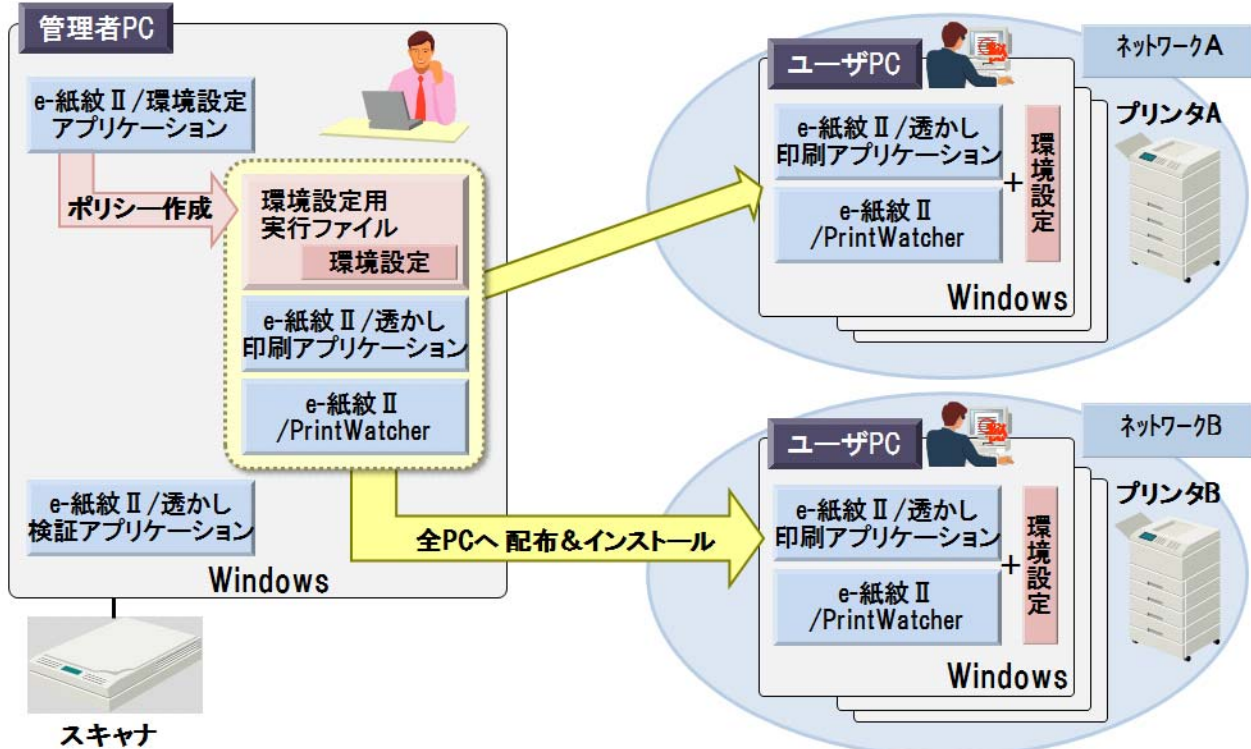 管理者PC
e-紙紋Ⅱ/環境設定
アプリケーション
ポリシー作成
環境設定用
実行ファイル
環境設定
e-紙紋Ⅱ/透かし
印刷アプリケーション
e-紙紋Ⅱ
/PrintWatcher
e-紙紋Ⅱ/透かし
検証アプリケーション
Windows
スキャナ
全PCへ 配布&インストール
ネットワークA
ユーザPC
プリンタA
e-紙紋Ⅱ/透かし
印刷アプリケーション
e-紙紋Ⅱ
/PrintWatcher
+
環境設定
Windows
ネットワークB
ユーザPC
プリンタB
e-紙紋Ⅱ/透かし
印刷アプリケーション
e-紙紋Ⅱ
/PrintWatcher
+
環境設定
Windows